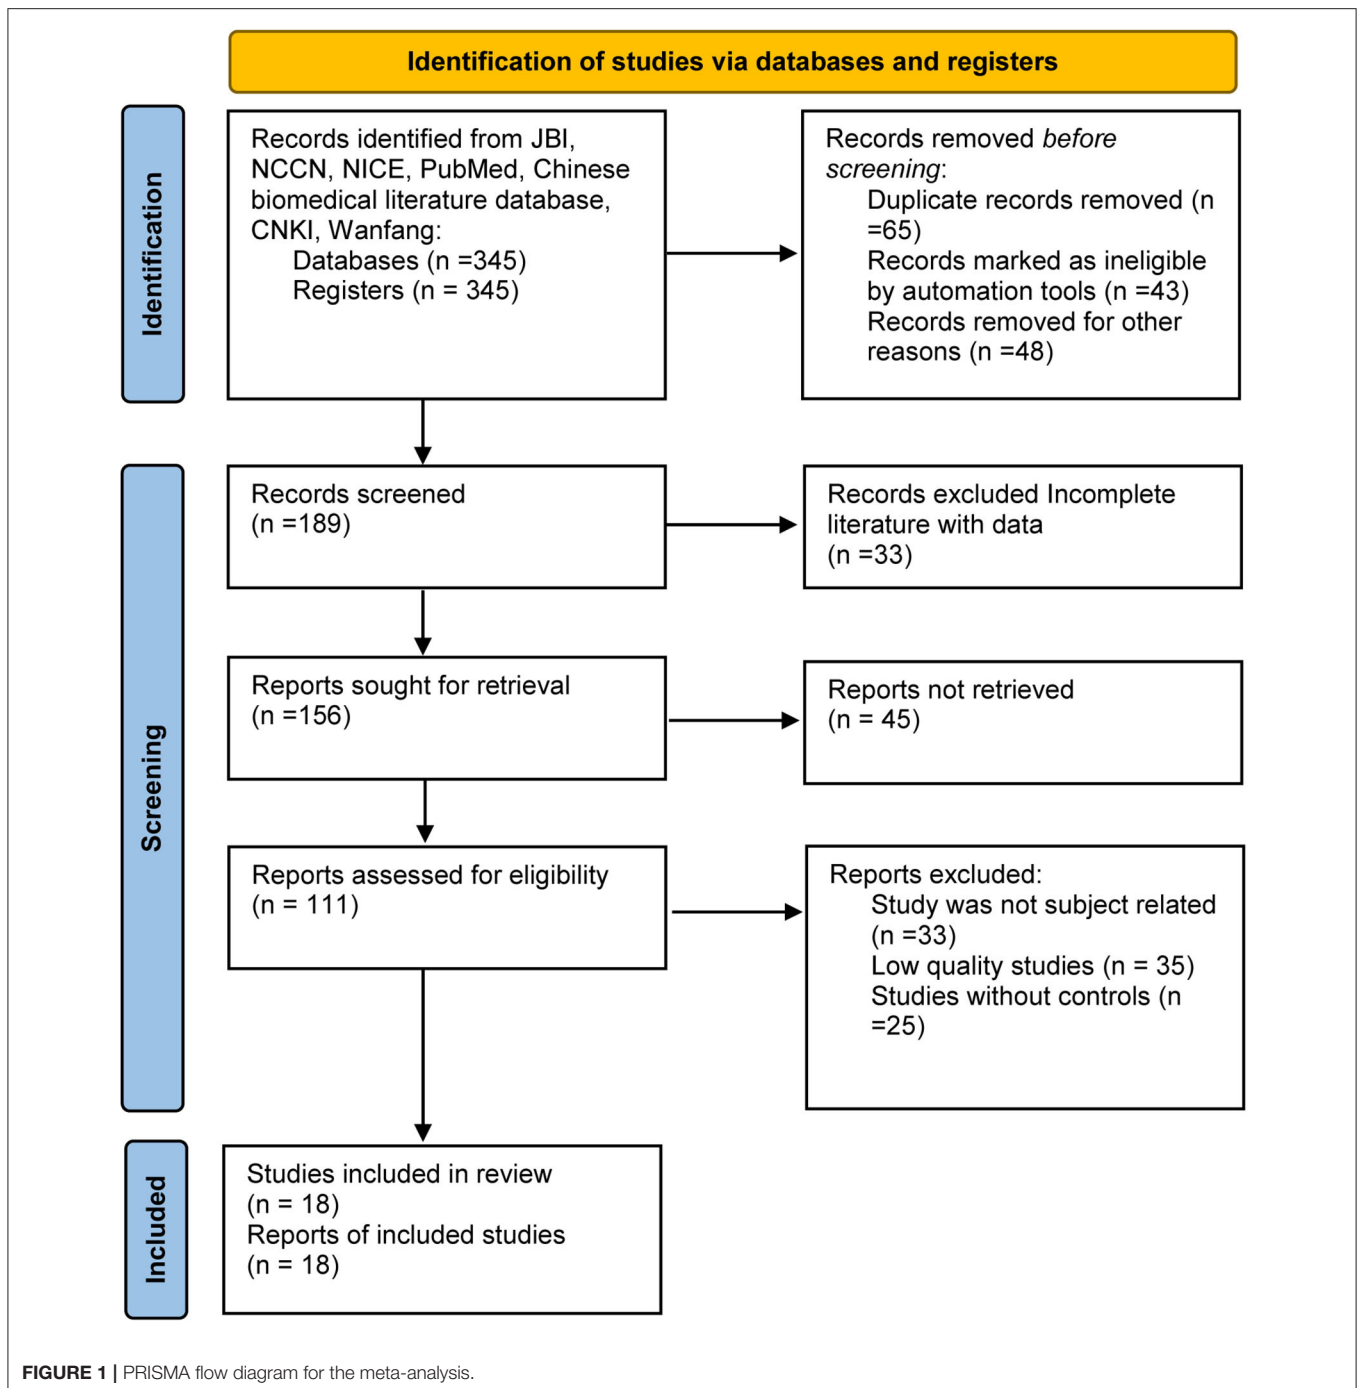 Identification of studies via databases and registers
Identification
Records identified from JBI,
NCCN, NICE, PubMed, Chinese
biomedical literature database,
CNKI, Wanfang:
Databases (n =345)
Registers (n = 345)
Records removed before
screening:
Duplicate records removed (n
=65)
Records marked as ineligible
by automation tools (n =43)
Records removed for other
reasons (n =48)
Screening
Records screened
(n =189)
Records excluded Incomplete
literature with data
(n =33)
Reports sought for retrieval
(n =156)
Reports not retrieved
(n = 45)
Reports assessed for eligibility
(n = 111)
Reports excluded:
Study was not subject related
(n =33)
Low quality studies (n = 35)
Studies without controls (n
=25)
Included
Studies included in review
(n = 18)
Reports of included studies
(n = 18)
FIGURE 1 | PRISMA flow diagram for the meta-analysis.